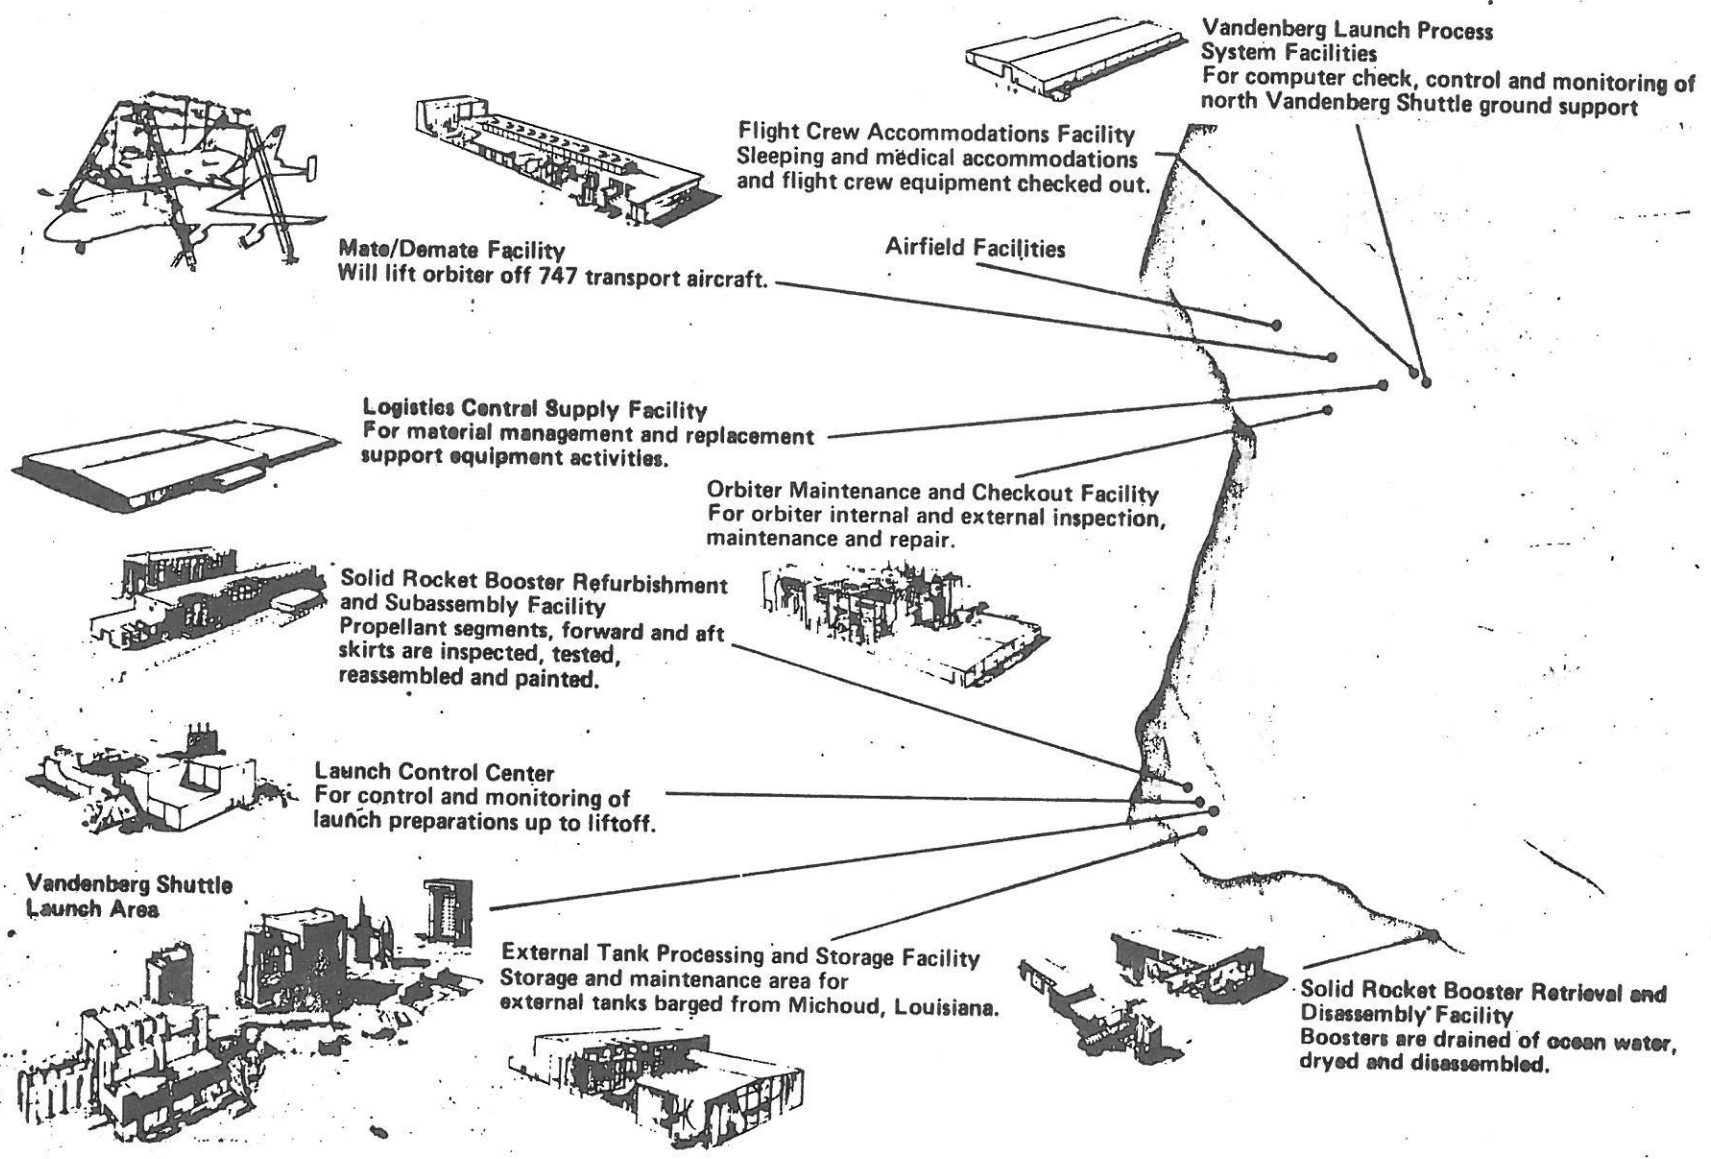 Vandenberg Launch Process
System Facilities
For computer check, control and monitoring of
north Vandenberg Shuttle ground support
Flight Crew Accommodations Facility
Sleeping and medical accommodations
and flight crew equipment checked out.
Mate/Demate Facility
Will lift orbiter off 747 transport aircraft.
Airfield Facilities
Logistics Central Supply Facility
For material management and replacement
support equipment activities.
Orbiter Maintenance and Checkout Facility
For orbiter internal and external inspection,
maintenance and repair.
Solid Rocket Booster Refurbishment
and Subassembly Facility
Propellant segments, forward and aft
skirts are inspected, tested,
reassembled and painted.
Launch Control Center
For control and monitoring of
launch preparations up to liftoff.
Vandenberg Shuttle
Launch Area
External Tank Processing and Storage Facility
Storage and maintenance area for
external tanks barged from Michoud, Louisiana.
Solid Rocket Booster Retrieval and
Disassembly Facility
Boosters are drained of ocean water,
dryed and disassembled.